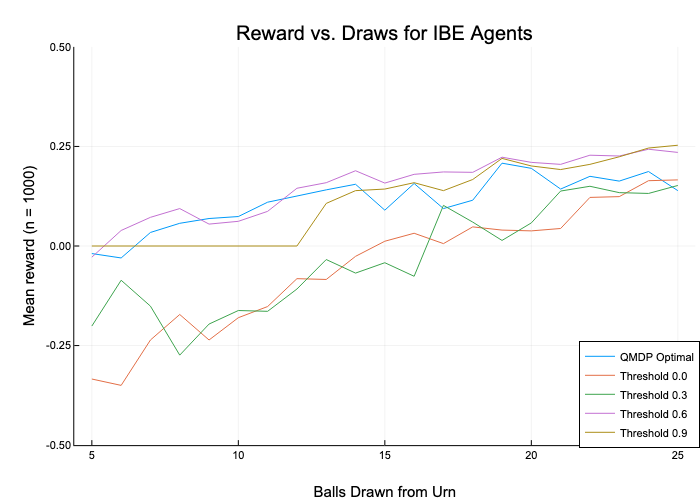 Reward vs. Draws for IBE Agents
0.50
0.25
0.00
-0.25
-0.50
Mean reward (n = 1000)
5
10
15
20
25
Balls Drawn from Urn
QMDP Optimal
Threshold 0.0
Threshold 0.3
Threshold 0.6
Threshold 0.9